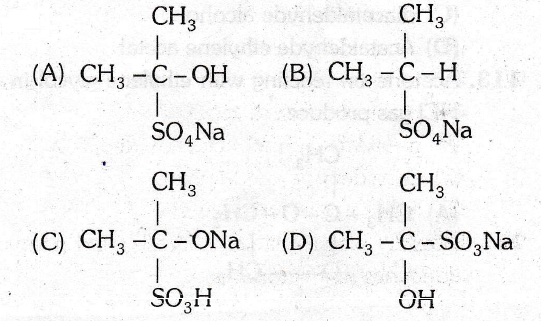 CH₃ CH₃
(A) CH₃ – C – OH (B) CH₃ – C – H
SO₄Na SO₄Na
CH₃ CH₃
(C) CH₃ – C – ONa (D) CH₃ – C – SO₃Na
SO₃H OH